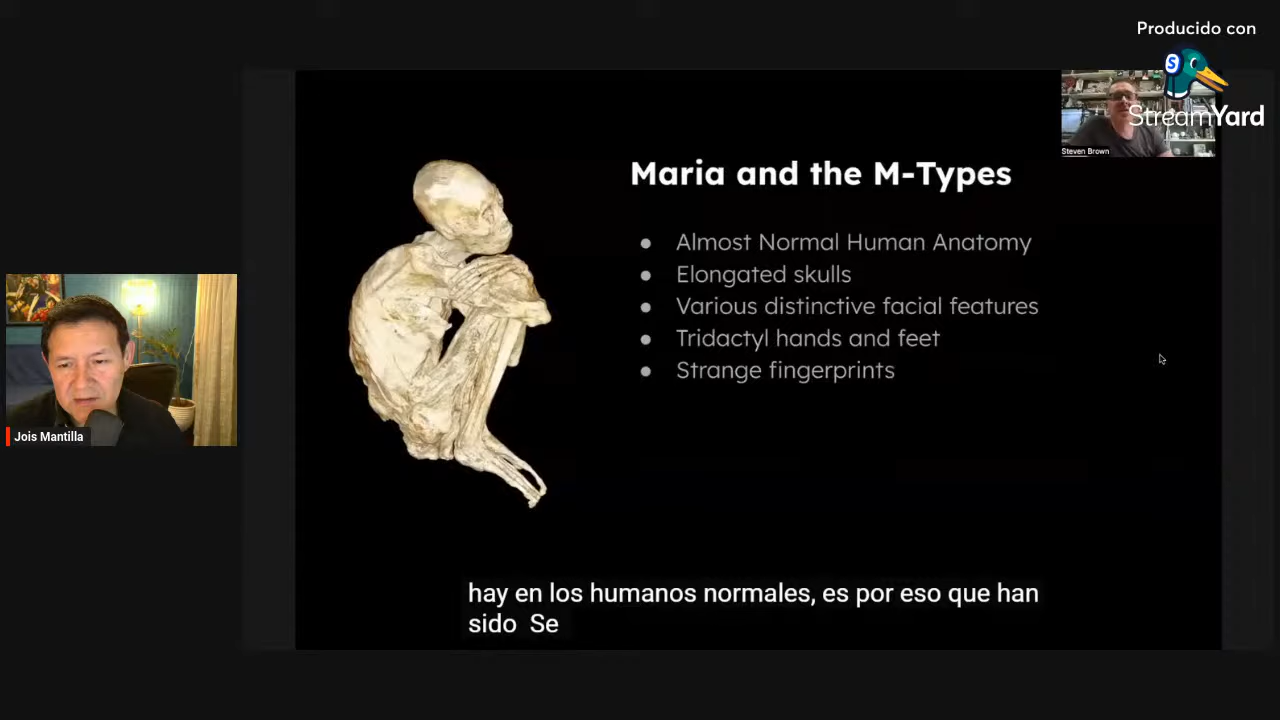 Producido con
S
StreamYard
Steven Brown
Maria and the M-Types
Almost Normal Human Anatomy
Elongated skulls
Various distinctive facial features
Tridactyl hands and feet
Strange fingerprints
Jois Mantilla
hay en los humanos normales, es por eso que han
sido Se